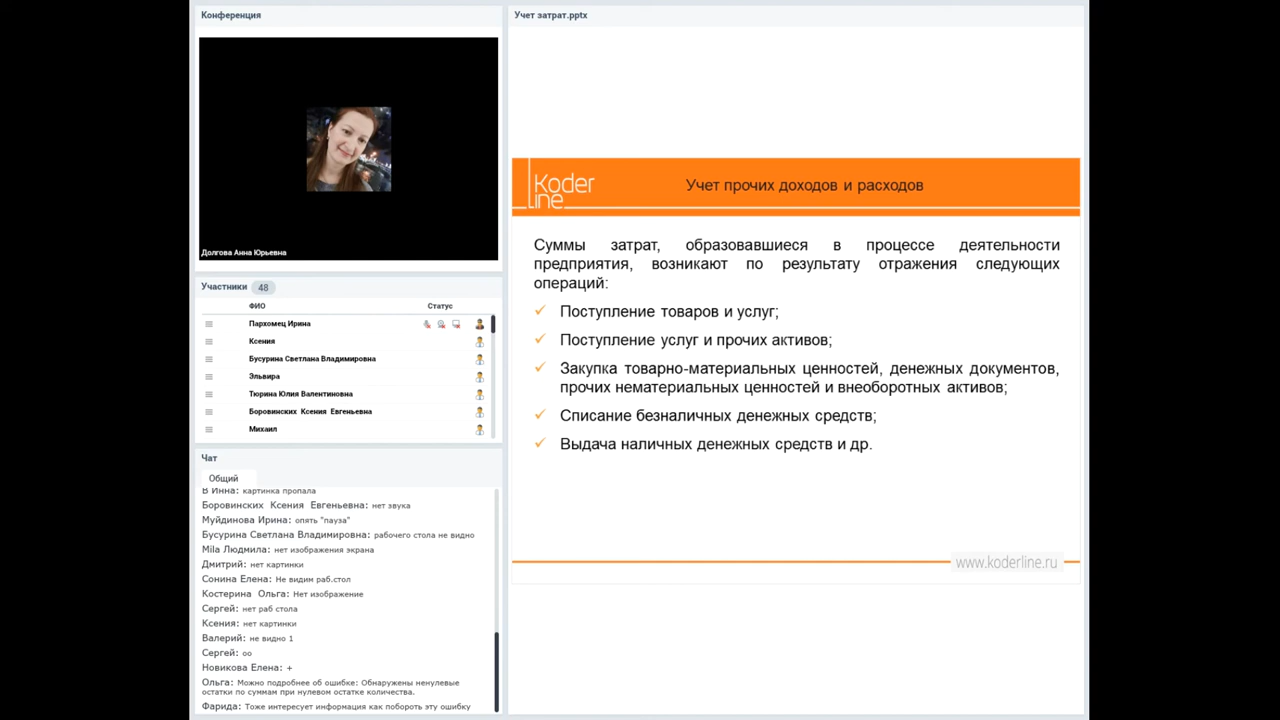 Конференция
Долгова Анна Юрьевна
Участники 48
ФИО Статус
Пархомец Ирина
Ксения
Бусурина Светлана Владимировна
Эльвира
Тюрина Юлия Валентиновна
Боровинских Ксения Евгеньевна
Михаил
Чат
Общий
В Инна: картинка пропала
Боровинских Ксения Евгеньевна: нет звука
Муйдинова Ирина: опять "пауза"
Бусурина Светлана Владимировна: рабочего стола не видно
Mila Людмила: нет изображения экрана
Дмитрий: нет картинки
Сонина Елена: Не видим раб.стол
Костерина Ольга: Нет изображение
Сергей: нет раб стола
Ксения: нет картинки
Валерий: не видно 1
Сергей: оо
Новикова Елена: +
Ольга: Можно подробнее об ошибке: Обнаружены ненулевые
остатки по суммам при нулевом остатке количества.
Фарида: Тоже интересует информация как побороть эту ошибку
Учет затрат.pptx
Koder
line
Учет прочих доходов и расходов
Суммы затрат, образовавшиеся в процессе деятельности
предприятия, возникают по результату отражения следующих
операций:
Поступление товаров и услуг;
Поступление услуг и прочих активов;
Закупка товарно-материальных ценностей, денежных документов,
прочих нематериальных ценностей и внеоборотных активов;
Списание безналичных денежных средств;
Выдача наличных денежных средств и др.
www.koderline.ru